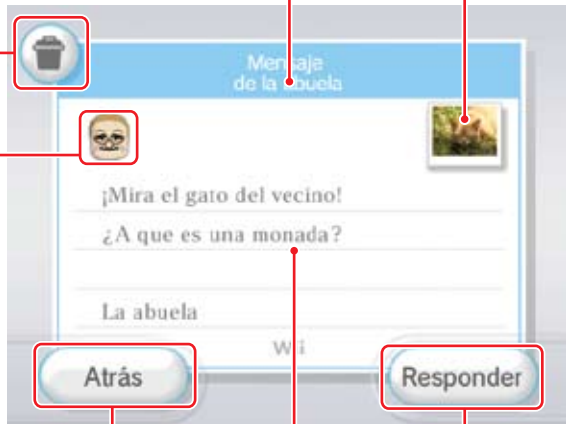 Mensaje
de la abuela
¡Mira el gato del vecino!
¿A que es una monada?
La abuela
Wii
Atrás
Responder